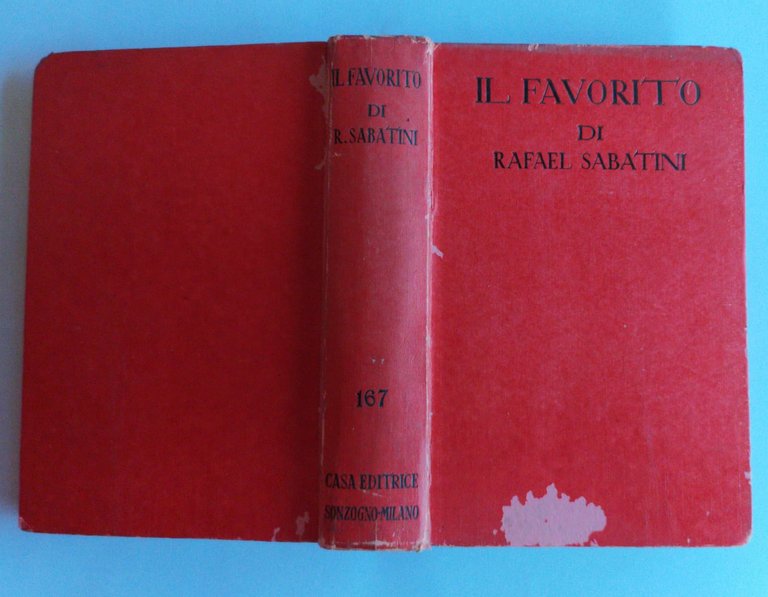 IL FAVORITO
DI
R. SABATINI
167
CASA EDITRICE
SONZOGNO-MILANO
IL FAVORITO
DI
RAFAEL SABATINI